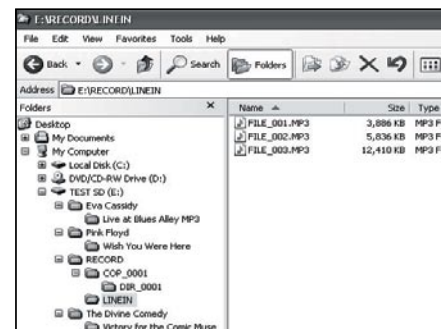 E:\RECORD\LINEIN
File Edit View Favorites Tools Help
Back Search Folders
Address E:\RECORD\LINEIN
Folders × Name Size Type
Desktop FILE_001.MP3 3,886 KB MP3 F
My Documents FILE_002.MP3 5,836 KB MP3 F
My Computer FILE_003.MP3 12,410 KB MP3 F
Local Disk (C:)
DVD/CD-RW Drive (D:)
TEST SD (E:)
Eva Cassidy
Live at Blues Alley MP3
Pink Floyd
Wish You Were Here
RECORD
COP_0001
DIR_0001
LINEIN
The Divine Comedy
Victory for the Comic Muse